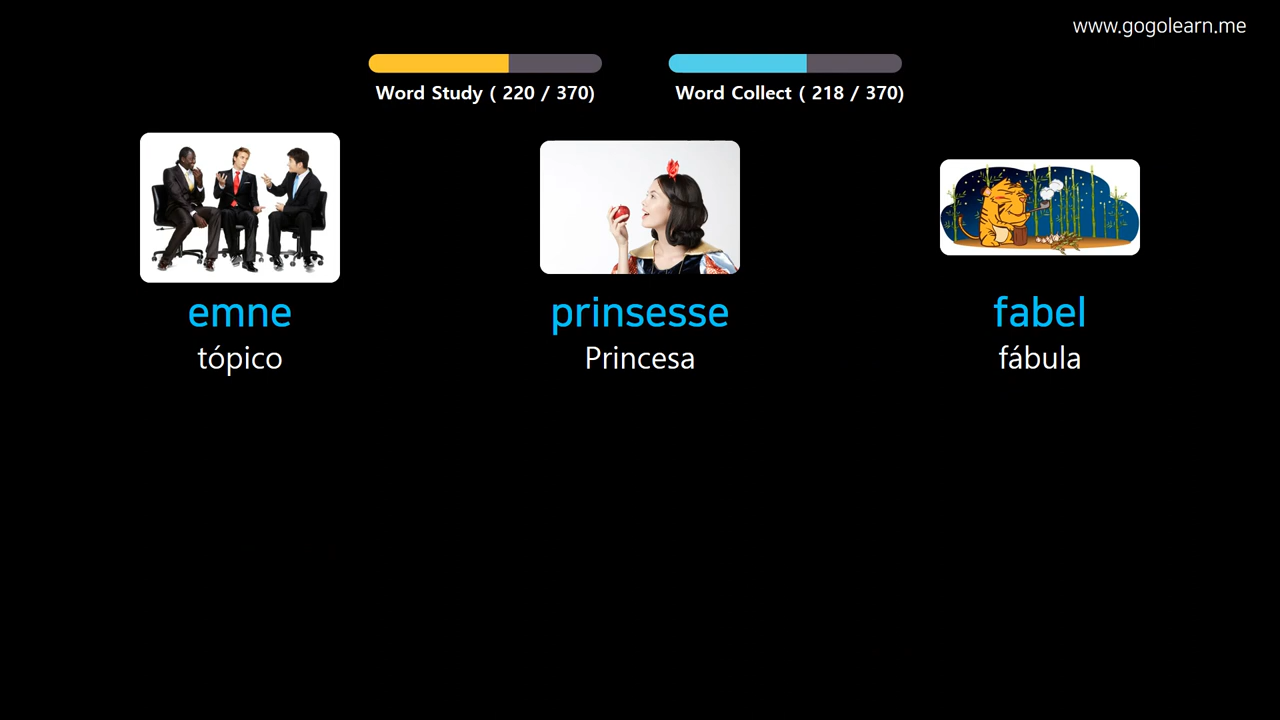 www.gogolearn.me
Word Study ( 220 / 370)
Word Collect ( 218 / 370)
emne
tópico
prinsesse
Princesa
fabel
fábula